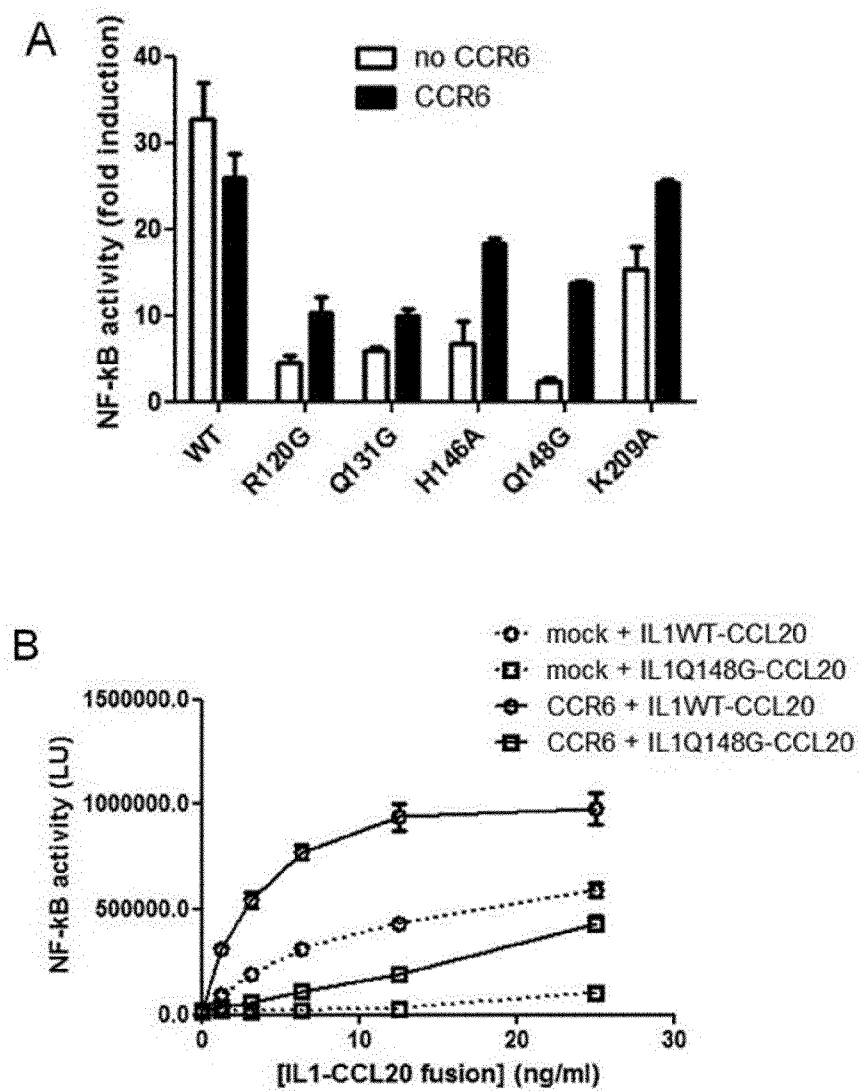 A
NF-kB activity (fold induction)
40
30
20
10
0
no CCR6
CCR6
WT
R120G
Q131G
H146A
Q148G
K209A
B
mock + IL1WT-CCL20
mock + IL1Q148G-CCL20
CCR6 + IL1WT-CCL20
CCR6 + IL1Q148G-CCL20
NF-kB activity (LU)
1500000.0
1000000.0
500000.0
0.0
0
10
20
30
[IL1-CCL20 fusion] (ng/ml)